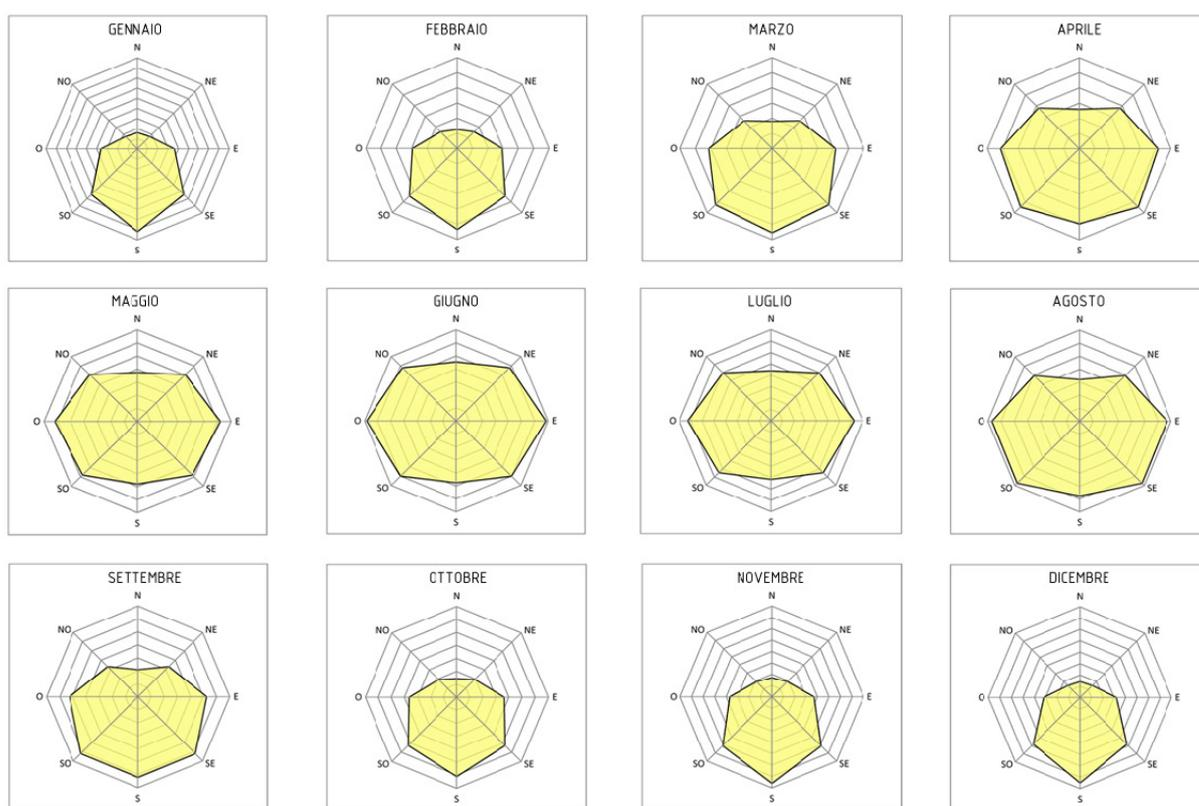 GENNAIO
N
NO NE
O E
SO SE
S
FEBBRAIO
N
NO NE
O E
SO SE
S
MARZO
N
NO NE
O E
SO SE
S
APRILE
N
NO NE
O E
SO SE
S
MAGGIO
N
NO NE
O E
SO SE
S
GIUGNO
N
NO NE
O E
SO SE
S
LUGLIO
N
NO NE
O E
SO SE
S
AGOSTO
N
NO NE
O E
SO SE
S
SETTEMBRE
N
NO NE
O E
SO SE
S
OTTOBRE
N
NO NE
O E
SO SE
S
NOVEMBRE
N
NO NE
O E
SO SE
S
DICEMBRE
N
NO NE
O E
SO SE
S